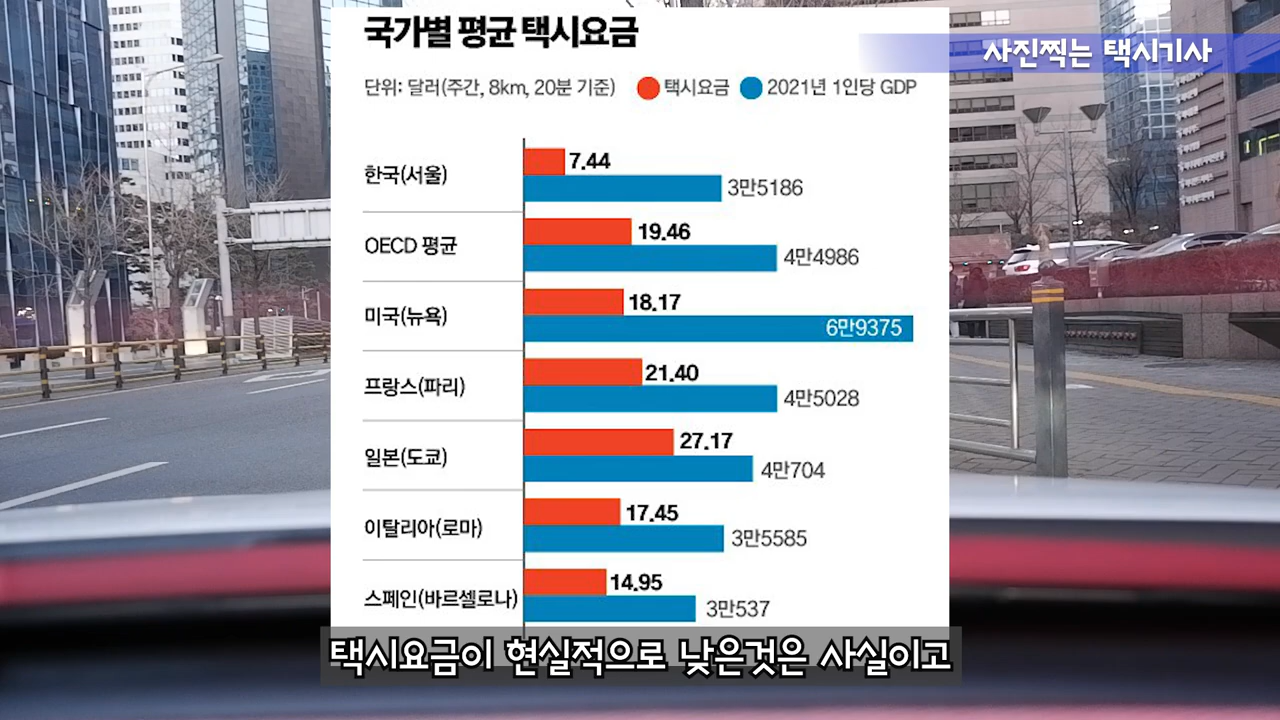 국가별 평균 택시요금
사진찍는 택시기사
단위: 달러(주간, 8km, 20분 기준) 택시요금 2021년 1인당 GDP
한국(서울) 7.44
3만5186
OECD 평균 19.46
4만4986
미국(뉴욕) 18.17
6만9375
프랑스(파리) 21.40
4만5028
일본(도쿄) 27.17
4만704
이탈리아(로마) 17.45
3만5585
스페인(바르셀로나) 14.95
3만537
택시요금이 현실적으로 낮은것은 사실이고